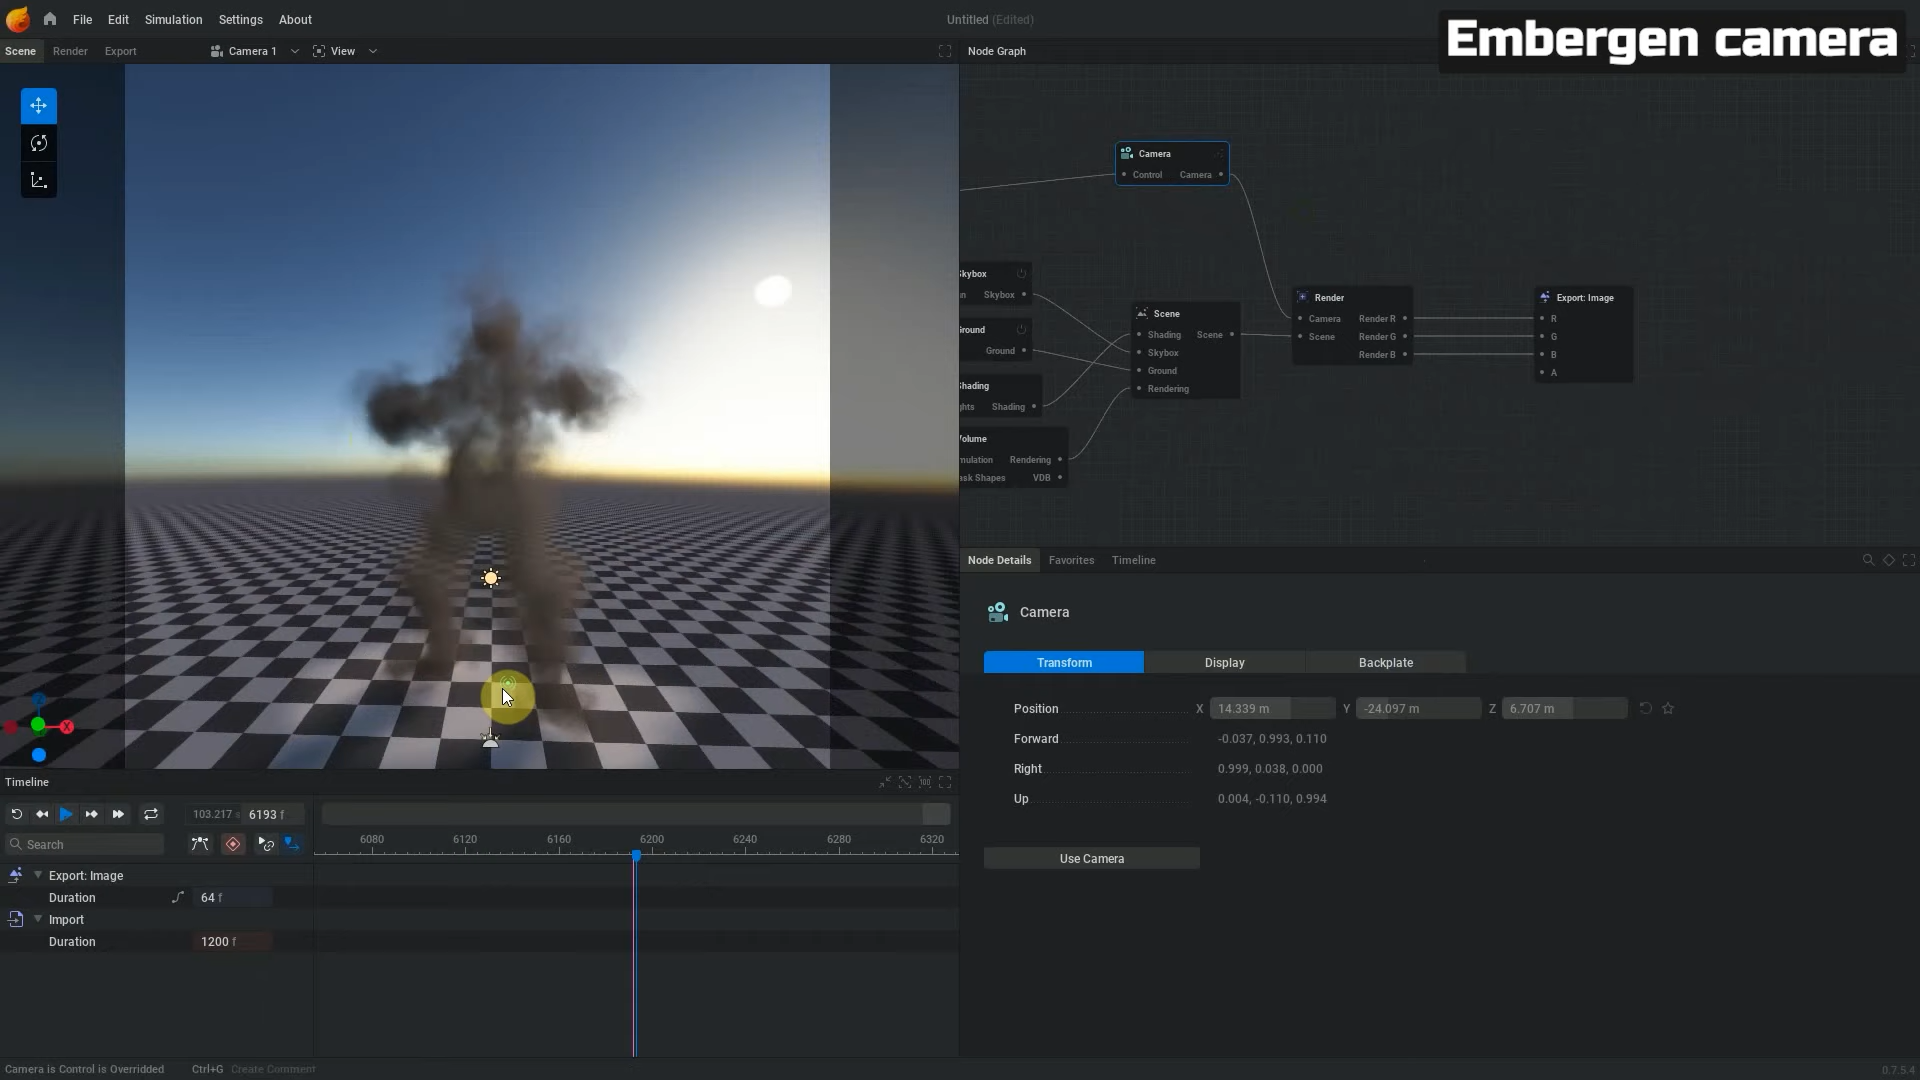 File Edit Simulation Settings About
Untitled (Edited)
Embergen camera
Scene Render Export
Camera 1 View
Node Graph
Camera
Control Camera
Skybox
Skybox
Ground
Ground
Shading
Shading
Rendering
VDB
Scene
Shading Scene
Skybox
Ground
Rendering
Render
Camera Render R
Scene Render G
Render B
Export: Image
R
G
B
A
Node Details Favorites Timeline
Camera
Transform Display Backplate
Position X 14.339 m Y -24.097 m Z 6.707 m
Forward -0.037, 0.993, 0.110
Right 0.999, 0.038, 0.000
Up 0.004, -0.110, 0.994
Use Camera
X
Timeline
103.217 s 6193 f
Search
6080 6120 6160 6200 6240 6280 6320
Export: Image
Duration 64 f
Import
Duration 1200 f
Camera is Control is Overridded Ctrl+G Create Comment
0.7.5.4